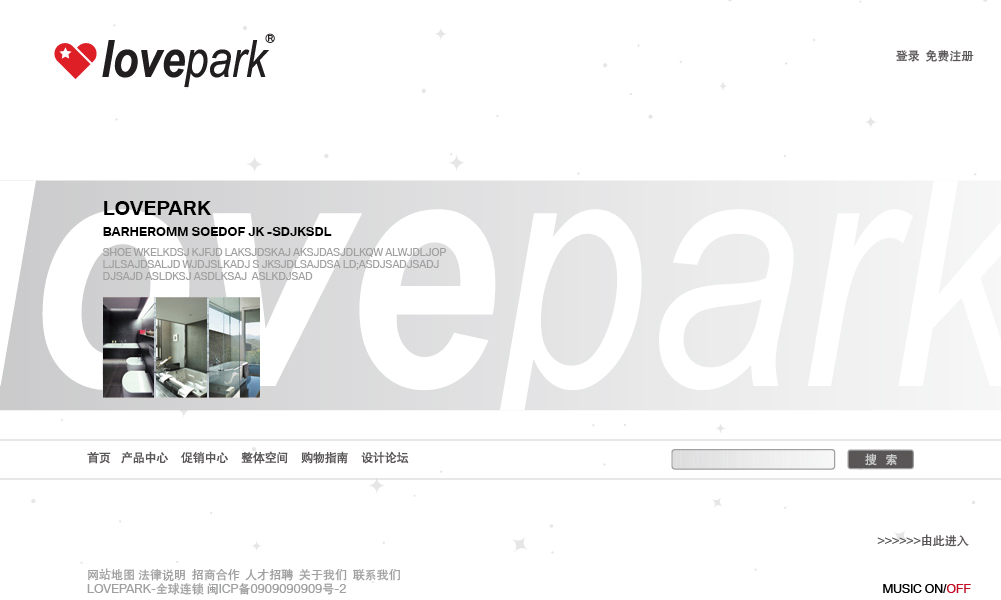 lovepark®
登录 免费注册
lovepark
LOVEPARK
BARHEROMM SOEDOF JK -SDJKSDL
SHOE WKELKDSJ KJFJD LAKSJDSKAJ AKSJDASJDLKQW ALWJDLJOP
LJLSAJDSALJD WJDJSLKADJ S JKSJDLSAJDSA LD;ASDJSADJSADJ
DJSAJD ASLDKSJ ASDLKSAJ ASLKDJSAD
首页 产品中心 促销中心 整体空间 购物指南 设计论坛
搜 索
>>>>>>由此进入
网站地图 法律说明 招商合作 人才招聘 关于我们 联系我们
LOVEPARK-全球连锁 闽ICP备0909090909号-2
MUSIC ON/OFF